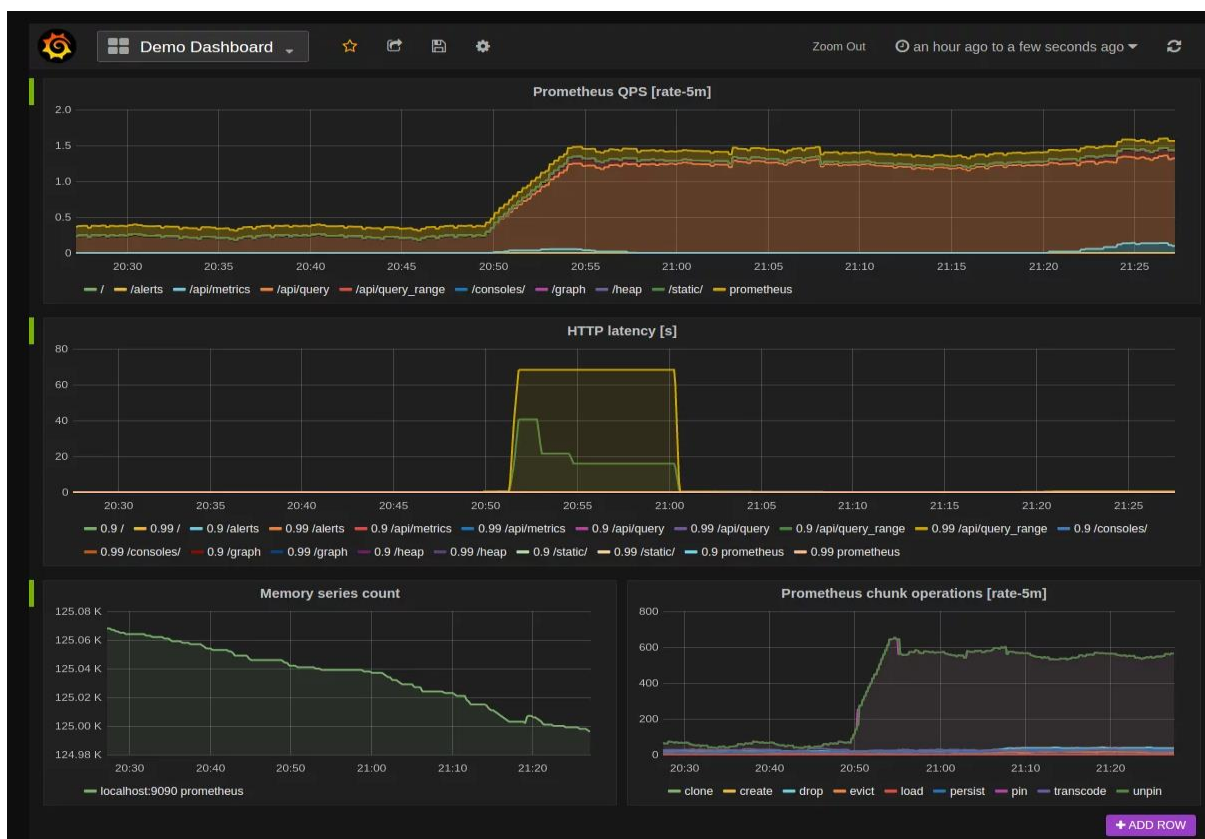 Demo Dashboard
Zoom Out
an hour ago to a few seconds ago
Prometheus QPS [rate-5m]
2.0
1.5
1.0
0.5
0
20:30 20:35 20:40 20:45 20:50 20:55 21:00 21:05 21:10 21:15 21:20 21:25
/ /alerts /api/metrics /api/query /api/query_range /consoles/ /graph /heap /static/ prometheus
HTTP latency [s]
80
60
40
20
0
20:30 20:35 20:40 20:45 20:50 20:55 21:00 21:05 21:10 21:15 21:20 21:25
0.9 / 0.99 / 0.9 /alerts 0.99 /alerts 0.9 /api/metrics 0.99 /api/metrics 0.9 /api/query 0.99 /api/query 0.9 /api/query_range 0.99 /api/query_range 0.9 /consoles/
0.99 /consoles/ 0.9 /graph 0.99 /graph 0.9 /heap 0.99 /heap 0.9 /static/ 0.99 /static/ 0.9 prometheus 0.99 prometheus
Memory series count
125.08 K
125.06 K
125.04 K
125.02 K
125.00 K
124.98 K
20:30 20:40 20:50 21:00 21:10 21:20
localhost:9090 prometheus
Prometheus chunk operations [rate-5m]
800
600
400
200
0
20:30 20:40 20:50 21:00 21:10 21:20
clone create drop evict load persist pin transcode unpin
+ ADD ROW